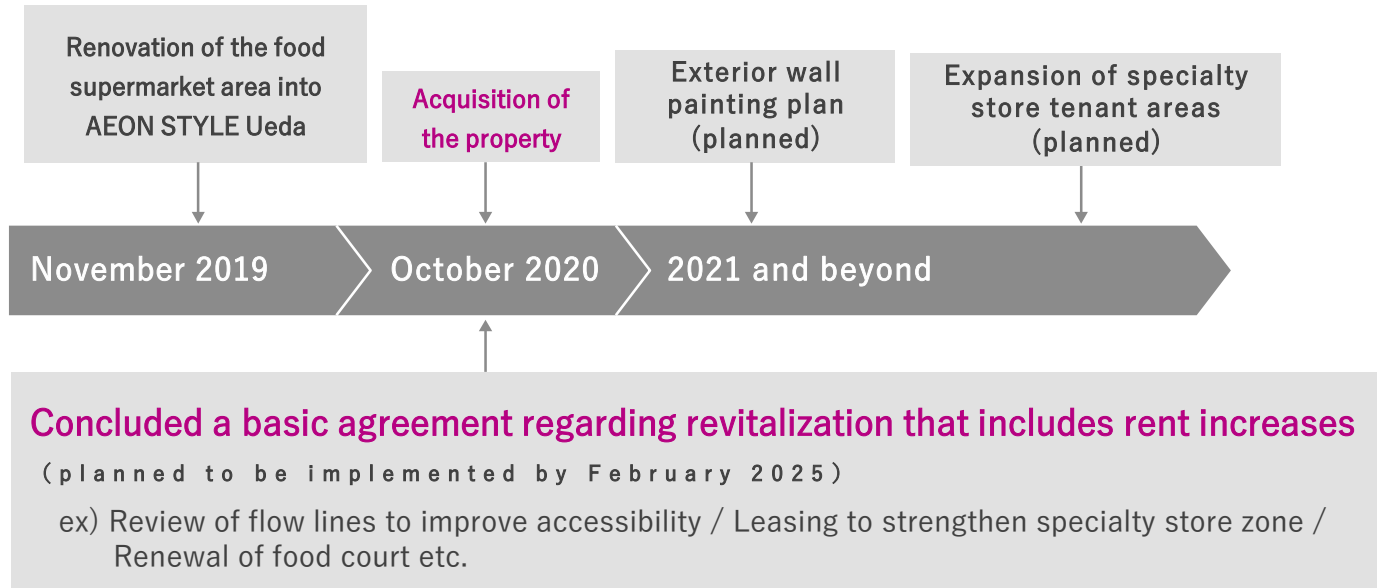 Renovation of the food
supermarket area into
AEON STYLE Ueda
Acquisition of
the property
Exterior wall
painting plan
(planned)
Expansion of specialty
store tenant areas
(planned)
November 2019
October 2020
2021 and beyond
Concluded a basic agreement regarding revitalization that includes rent increases
(planned to be implemented by February 2025)
ex) Review of flow lines to improve accessibility / Leasing to strengthen specialty store zone /
Renewal of food court etc.